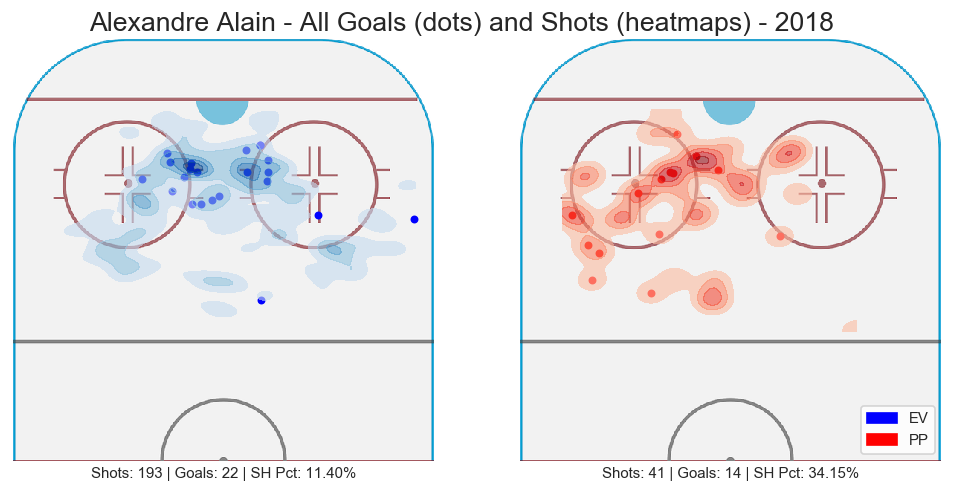 Alexandre Alain - All Goals (dots) and Shots (heatmaps) - 2018
EV
PP
Shots: 193 | Goals: 22 | SH Pct: 11.40%
Shots: 41 | Goals: 14 | SH Pct: 34.15%